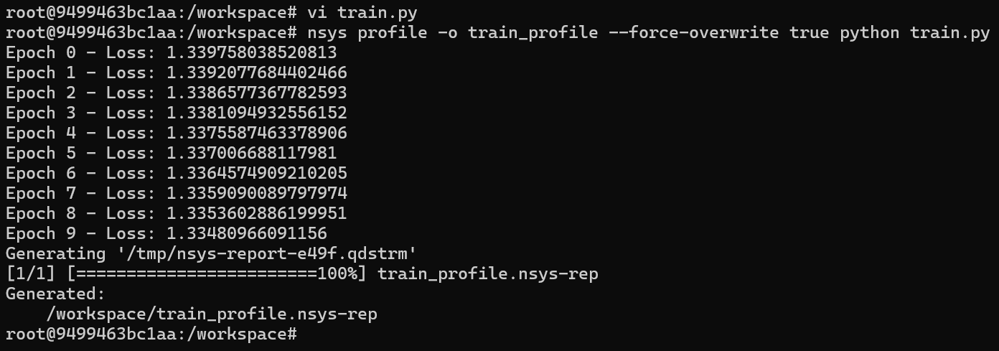 root@9499463bc1aa:/workspace# vi train.py
root@9499463bc1aa:/workspace# nsys profile -o train_profile --force-overwrite true python train.py
Epoch 0 - Loss: 1.339758038520813
Epoch 1 - Loss: 1.3392077684402466
Epoch 2 - Loss: 1.3386577367782593
Epoch 3 - Loss: 1.3381094932556152
Epoch 4 - Loss: 1.3375587463378906
Epoch 5 - Loss: 1.337006688117981
Epoch 6 - Loss: 1.3364574909210205
Epoch 7 - Loss: 1.3359090089797974
Epoch 8 - Loss: 1.3353602886199951
Epoch 9 - Loss: 1.33480966091156
Generating '/tmp/nsys-report-e49f.qdstrm'
[1/1] [========================100%] train_profile.nsys-rep
Generated:
    /workspace/train_profile.nsys-rep
root@9499463bc1aa:/workspace#